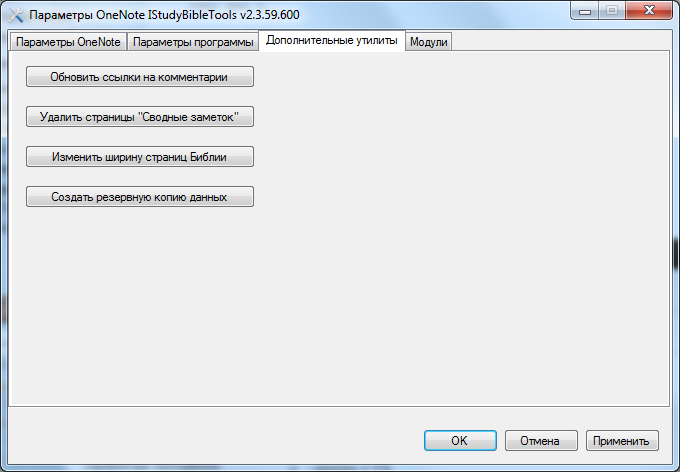 Параметры OneNote IStudyBibleTools v2.3.59.600
Параметры OneNote Параметры программы Дополнительные утилиты Модули
Обновить ссылки на комментарии
Удалить страницы "Сводные заметок"
Изменить ширину страниц Библии
Создать резервную копию данных
OK Отмена Применить